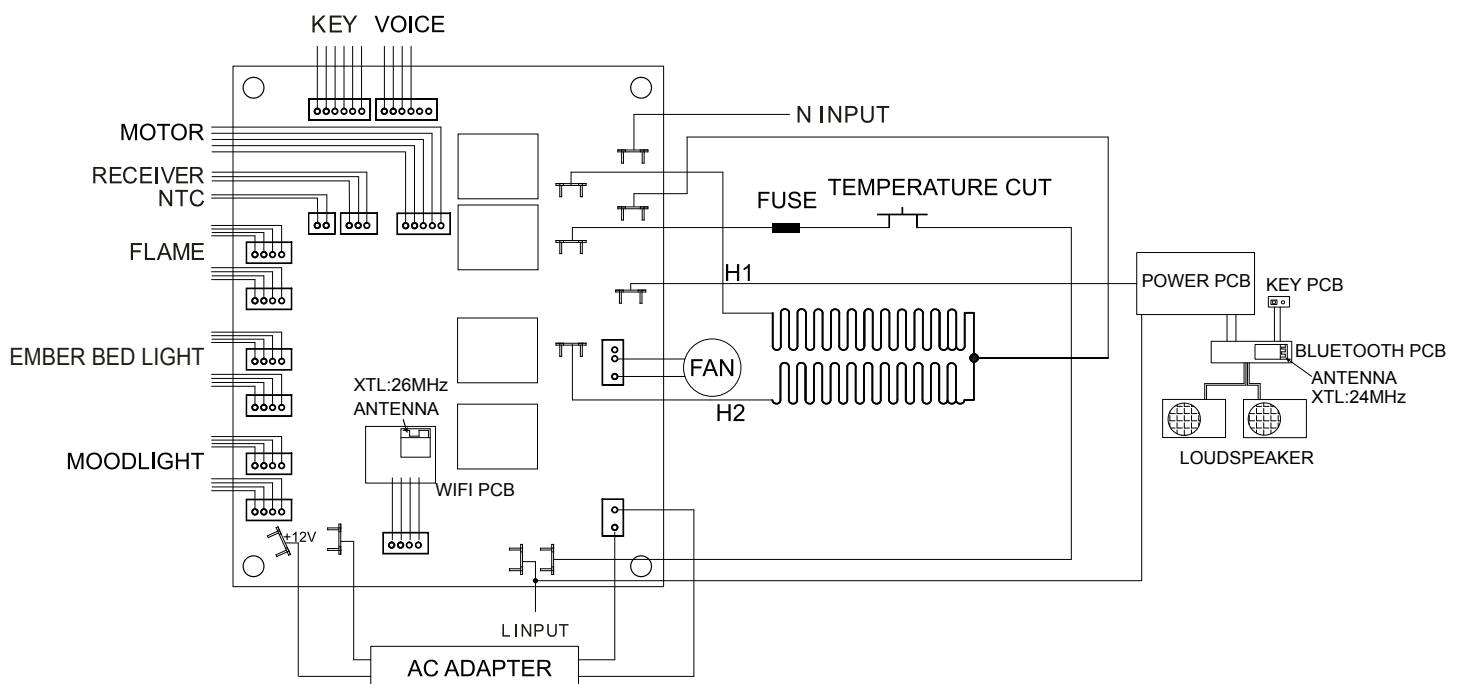 KEY VOICE
N INPUT
MOTOR
RECEIVER
NTC
FUSE
TEMPERATURE CUT
FLAME
H1
POWER PCB
KEY PCB
EMBER BED LIGHT
FAN
BLUETOOTH PCB
XTL:26MHz
ANTENNA
ANTENNA
XTL:24MHz
H2
MOODLIGHT
LOUDSPEAKER
WIFI PCB
+12V
L INPUT
AC ADAPTER